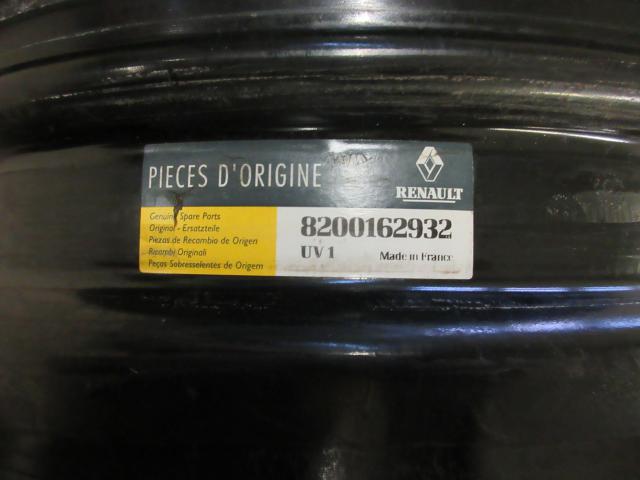 PIECES D'ORIGINE
RENAULT
Genuine Spare Parts
Original - Ersatzteile
Piezas de Recambio de Origen
Ricambi Originali
Peças Sobresselentes de Origem
8200162932
UV1
Made in France